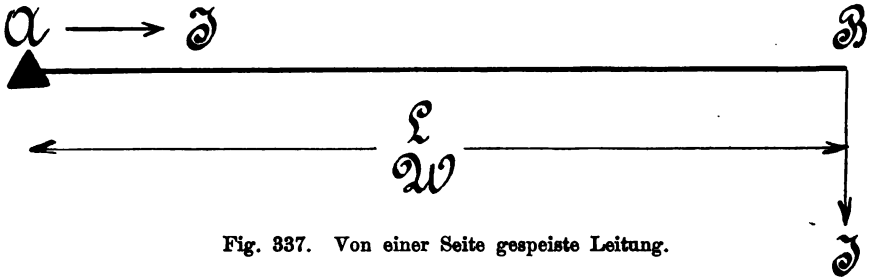 A → J B
L
W
J
Fig. 337. Von einer Seite gespeiste Leitung.